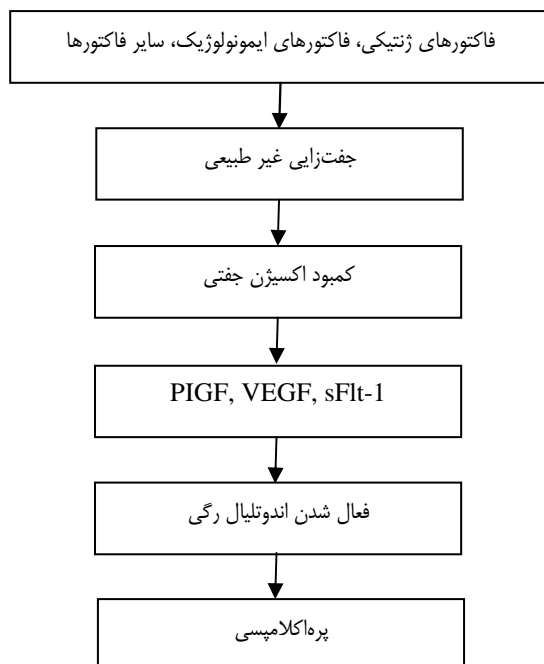 فاکتورهای ژنتیکی، فاکتورهای ایمونولوژیک، سایر فاکتورها
جفت‌زایی غیر طبیعی
کمبود اکسیژن جفتی
PIGF, VEGF, sFlt-1
فعال شدن اندوتلیال رگی
پره‌اکلامپسی